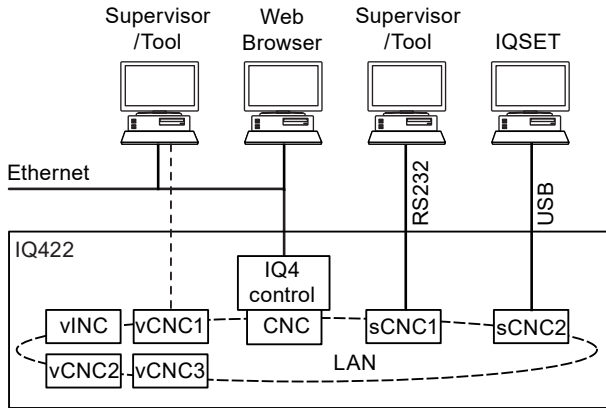 Supervisor
/Tool
Web
Browser
Supervisor
/Tool
IQSET
Ethernet
RS232
USB
IQ422
IQ4
control
vINC
vCNC1
CNC
sCNC1
sCNC2
LAN
vCNC2
vCNC3